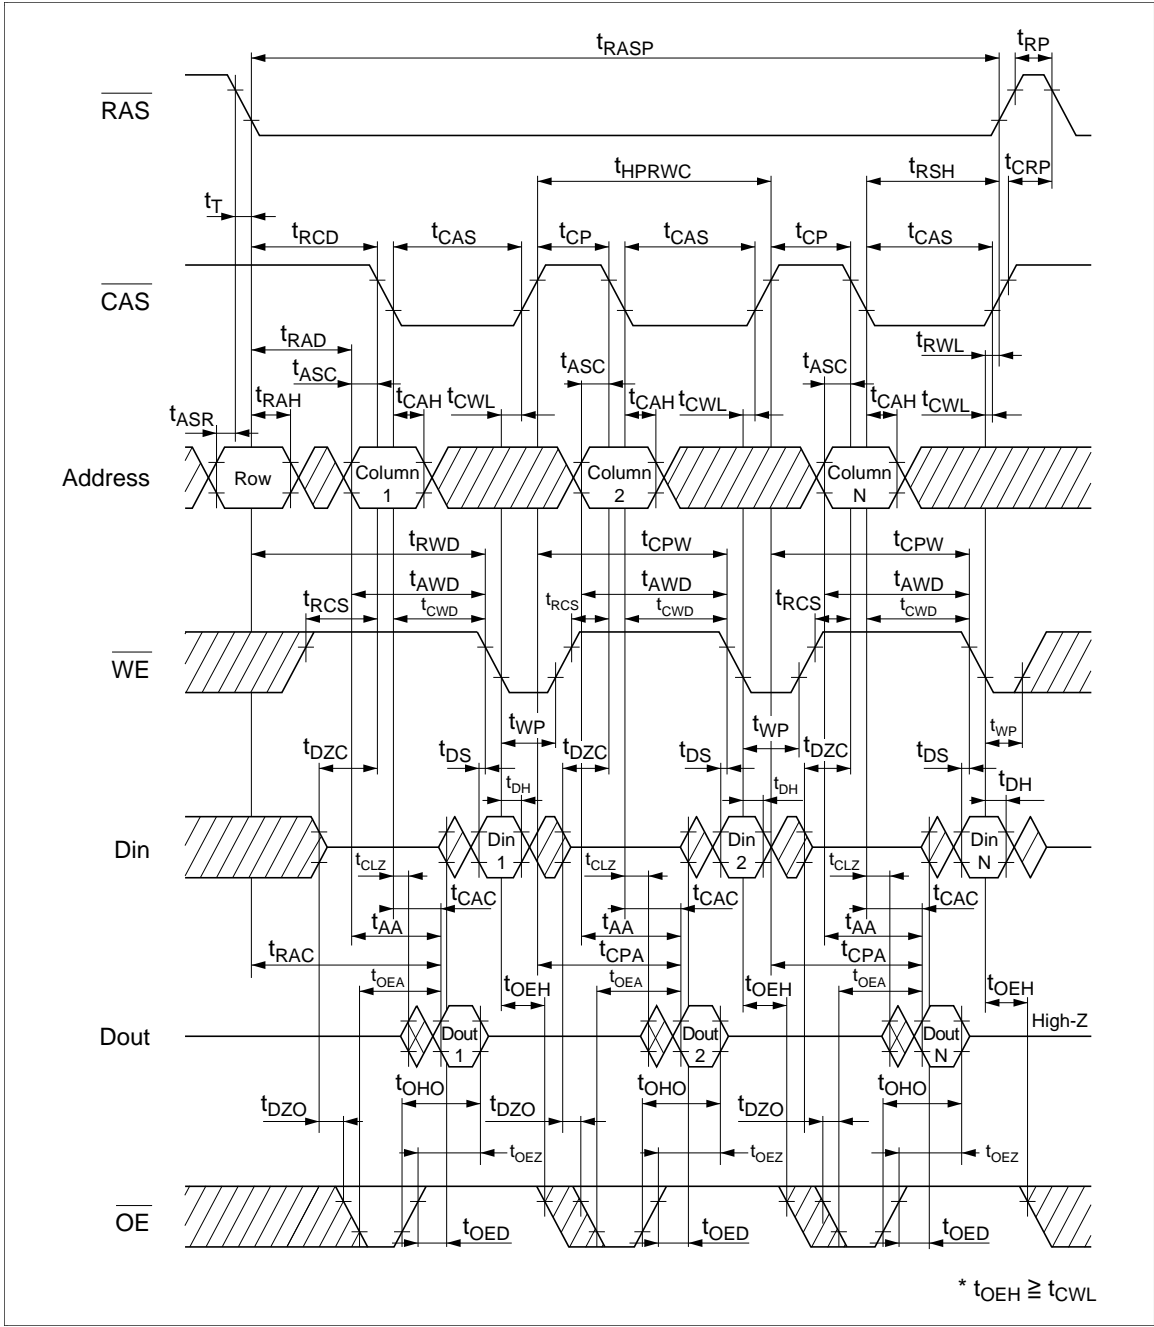 tRASP tRP
RAS
tHPRWC tRSH tCRP
tT
tRCD tCAS tCP tCAS tCP tCAS
CAS
tRAD tRWL
tASC tASC tASC
tRAH tCAH tCWL tCAH tCWL tCAH tCWL
tASR
Address Row Column 1 Column 2 Column N
tRWD tCPW tCPW
tAWD tAWD tAWD
tRCS tCWD tRCS tCWD tRCS tCWD
WE
tWP tWP tWP
tDZC tDS tDZC tDS tDZC tDS
tDH tDH tDH
Din Din 1 Din 2 Din N
tCLZ tCLZ tCLZ
tCAC tCAC tCAC
tAA tAA tAA
tRAC tCPA tCPA
tOEA tOEH tOEA tOEH tOEA tOEH
Dout Dout 1 Dout 2 Dout N High-Z
tOHO tOHO tOHO
tDZO tDZO tDZO
tOEZ tOEZ tOEZ
OE
tOED tOED tOED
* tOEH ≧ tCWL